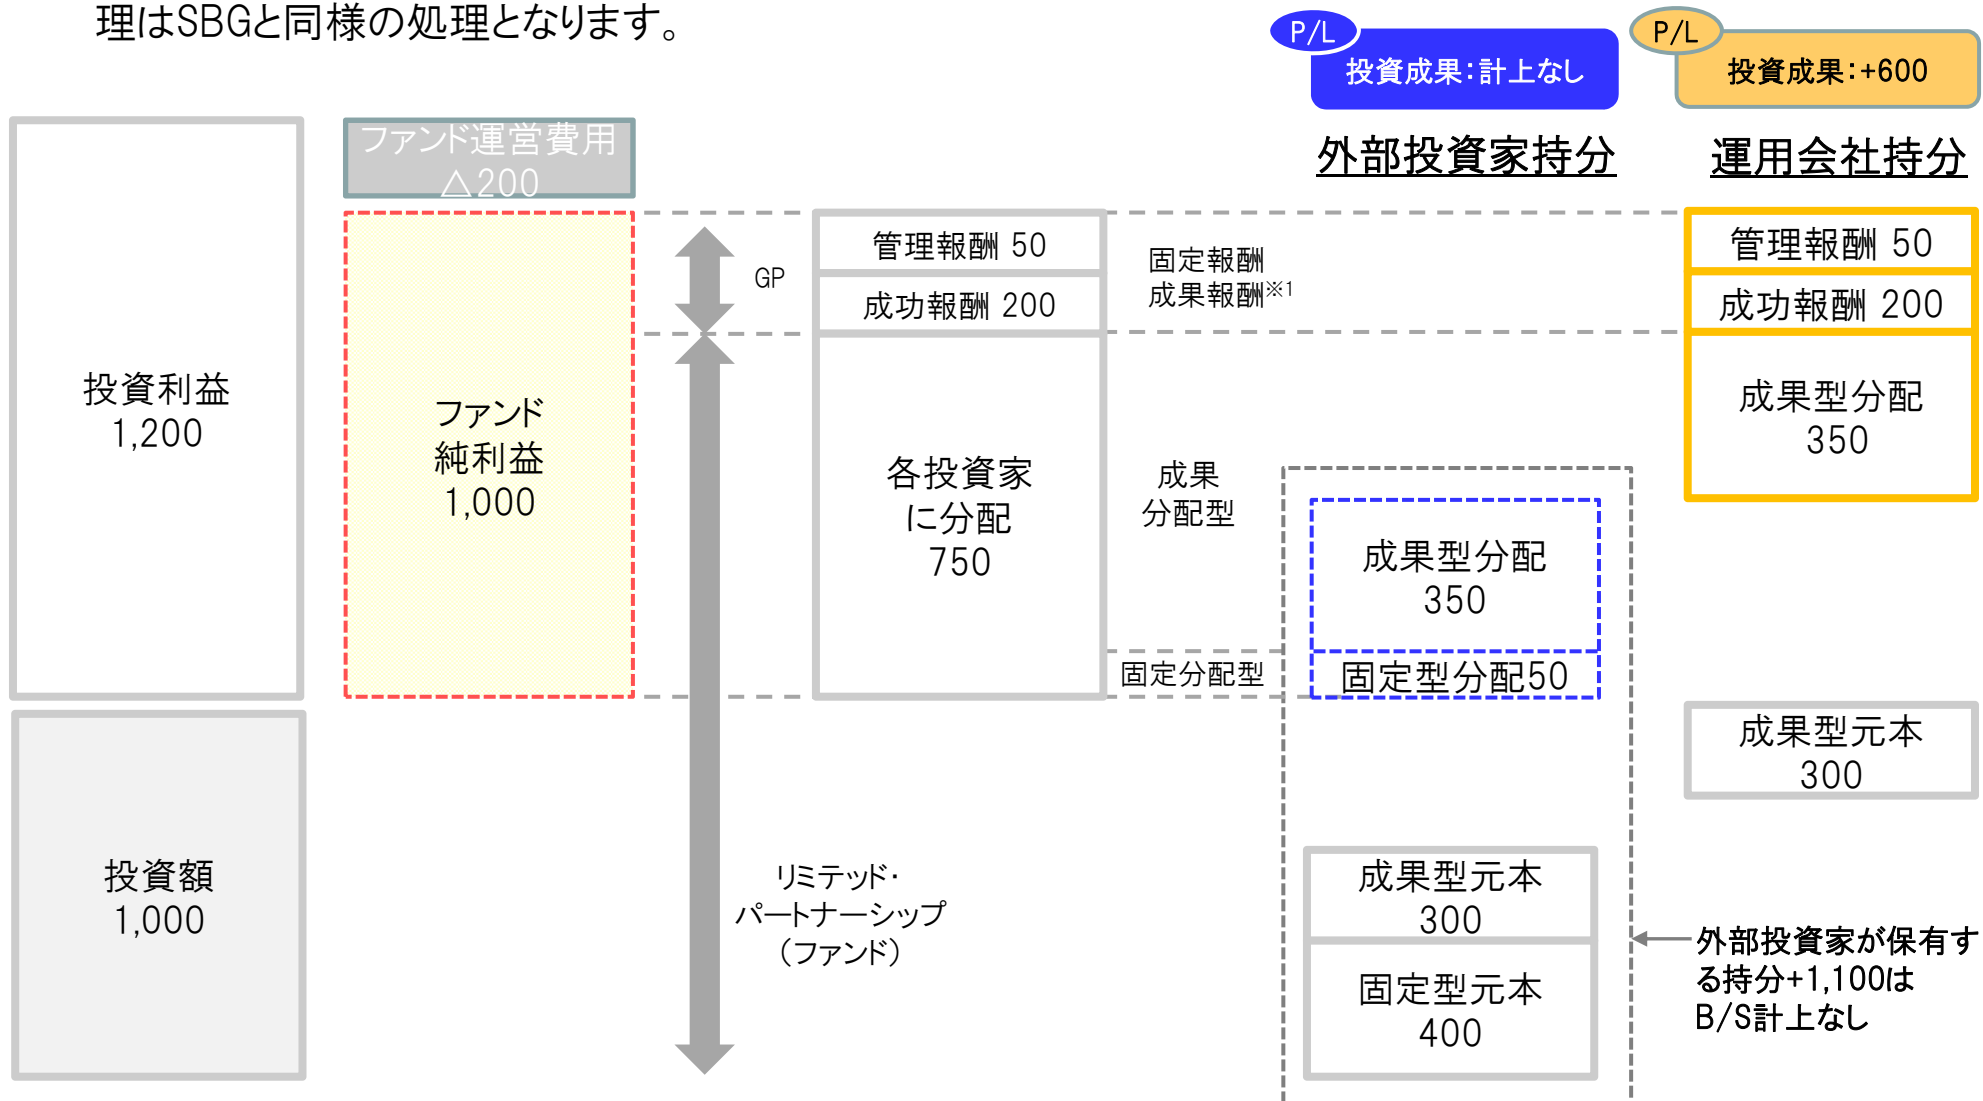 理はSBGと同様の処理となります。
P/L
投資成果：計上なし
P/L
投資成果：+600
外部投資家持分
運用会社持分
ファンド運営費用
△200
投資利益
1,200
ファンド
純利益
1,000
GP
管理報酬 50
成功報酬 200
各投資家
に分配
750
固定報酬
成果報酬※1
成果
分配型
固定分配型
成果型分配
350
固定型分配50
管理報酬 50
成功報酬 200
成果型分配
350
成果型元本
300
投資額
1,000
リミテッド・
パートナーシップ
（ファンド）
成果型元本
300
固定型元本
400
外部投資家が保有す
る持分+1,100は
B/S計上なし